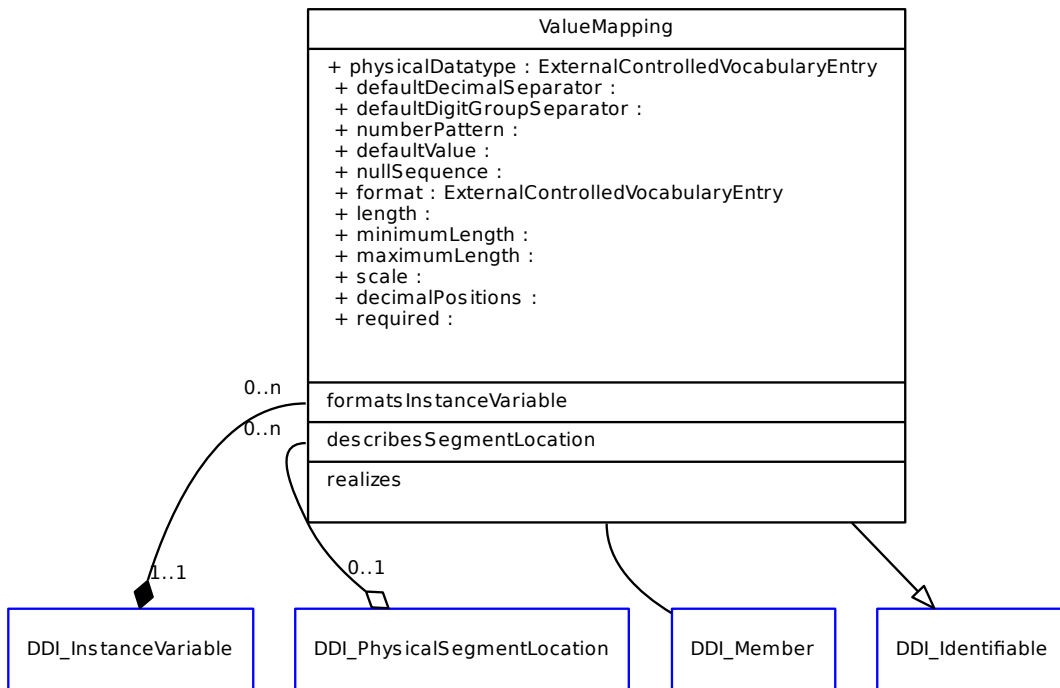 ValueMapping
+ physicalDatatype : ExternalControlledVocabularyEntry
+ defaultDecimalSeparator :
+ defaultDigitGroupSeparator :
+ numberPattern :
+ defaultValue :
+ nullSequence :
+ format : ExternalControlledVocabularyEntry
+ length :
+ minimumLength :
+ maximumLength :
+ scale :
+ decimalPositions :
+ required :
0..n
formatsInstanceVariable
0..n
describesSegmentLocation
realizes
1..1
0..1
DDI_InstanceVariable
DDI_PhysicalSegmentLocation
DDI_Member
DDI_Identifiable